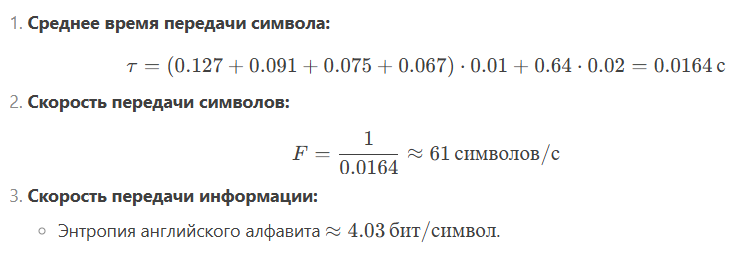 1. Среднее время передачи символа:
τ = (0.127 + 0.091 + 0.075 + 0.067) · 0.01 + 0.64 · 0.02 = 0.0164 с
2. Скорость передачи символов:
F = 1/0.0164 ≈ 61 символов/с
3. Скорость передачи информации:
○ Энтропия английского алфавита ≈ 4.03 бит/символ.